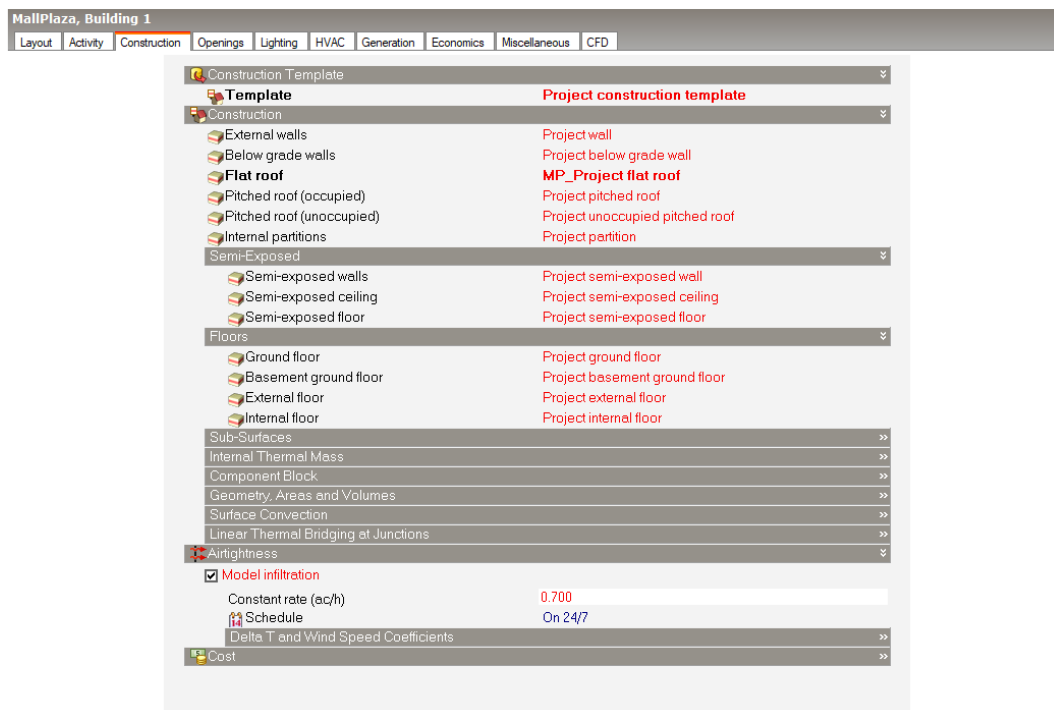 MallPlaza, Building 1
Layout Activity Construction Openings Lighting HVAC Generation Economics Miscellaneous CFD
Construction Template
Template Project construction template
Construction
External walls Project wall
Below grade walls Project below grade wall
Flat roof MP_Project flat roof
Pitched roof (occupied) Project pitched roof
Pitched roof (unoccupied) Project unoccupied pitched roof
Internal partitions Project partition
Semi-Exposed
Semi-exposed walls Project semi-exposed wall
Semi-exposed ceiling Project semi-exposed ceiling
Semi-exposed floor Project semi-exposed floor
Floors
Ground floor Project ground floor
Basement ground floor Project basement ground floor
External floor Project external floor
Internal floor Project internal floor
Sub-Surfaces
Internal Thermal Mass
Component Block
Geometry, Areas and Volumes
Surface Convection
Linear Thermal Bridging at Junctions
Airtightness
Model infiltration
Constant rate (ac/h) 0.700
Schedule On 24/7
Delta T and Wind Speed Coefficients
Cost